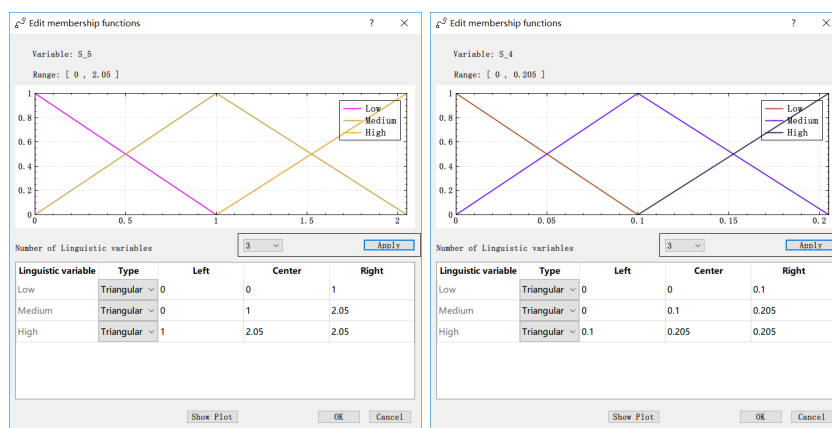 Edit membership functions ? ×
Variable: S_5
Range: [ 0 , 2.05 ]
1
0.8
0.6
0.4
0.2
0
0 0.5 1 1.5 2
Low
Medium
High
Number of Linguistic variables 3 Apply
Linguistic variable Type Left Center Right
Low Triangular 0 0 1
Medium Triangular 0 1 2.05
High Triangular 1 2.05 2.05
Show Plot OK Cancel
Edit membership functions ? ×
Variable: S_4
Range: [ 0 , 0.205 ]
1
0.8
0.6
0.4
0.2
0
0 0.05 0.1 0.15 0.2
Low
Medium
High
Number of Linguistic variables 3 Apply
Linguistic variable Type Left Center Right
Low Triangular 0 0 0.1
Medium Triangular 0 0.1 0.205
High Triangular 0.1 0.205 0.205
Show Plot OK Cancel